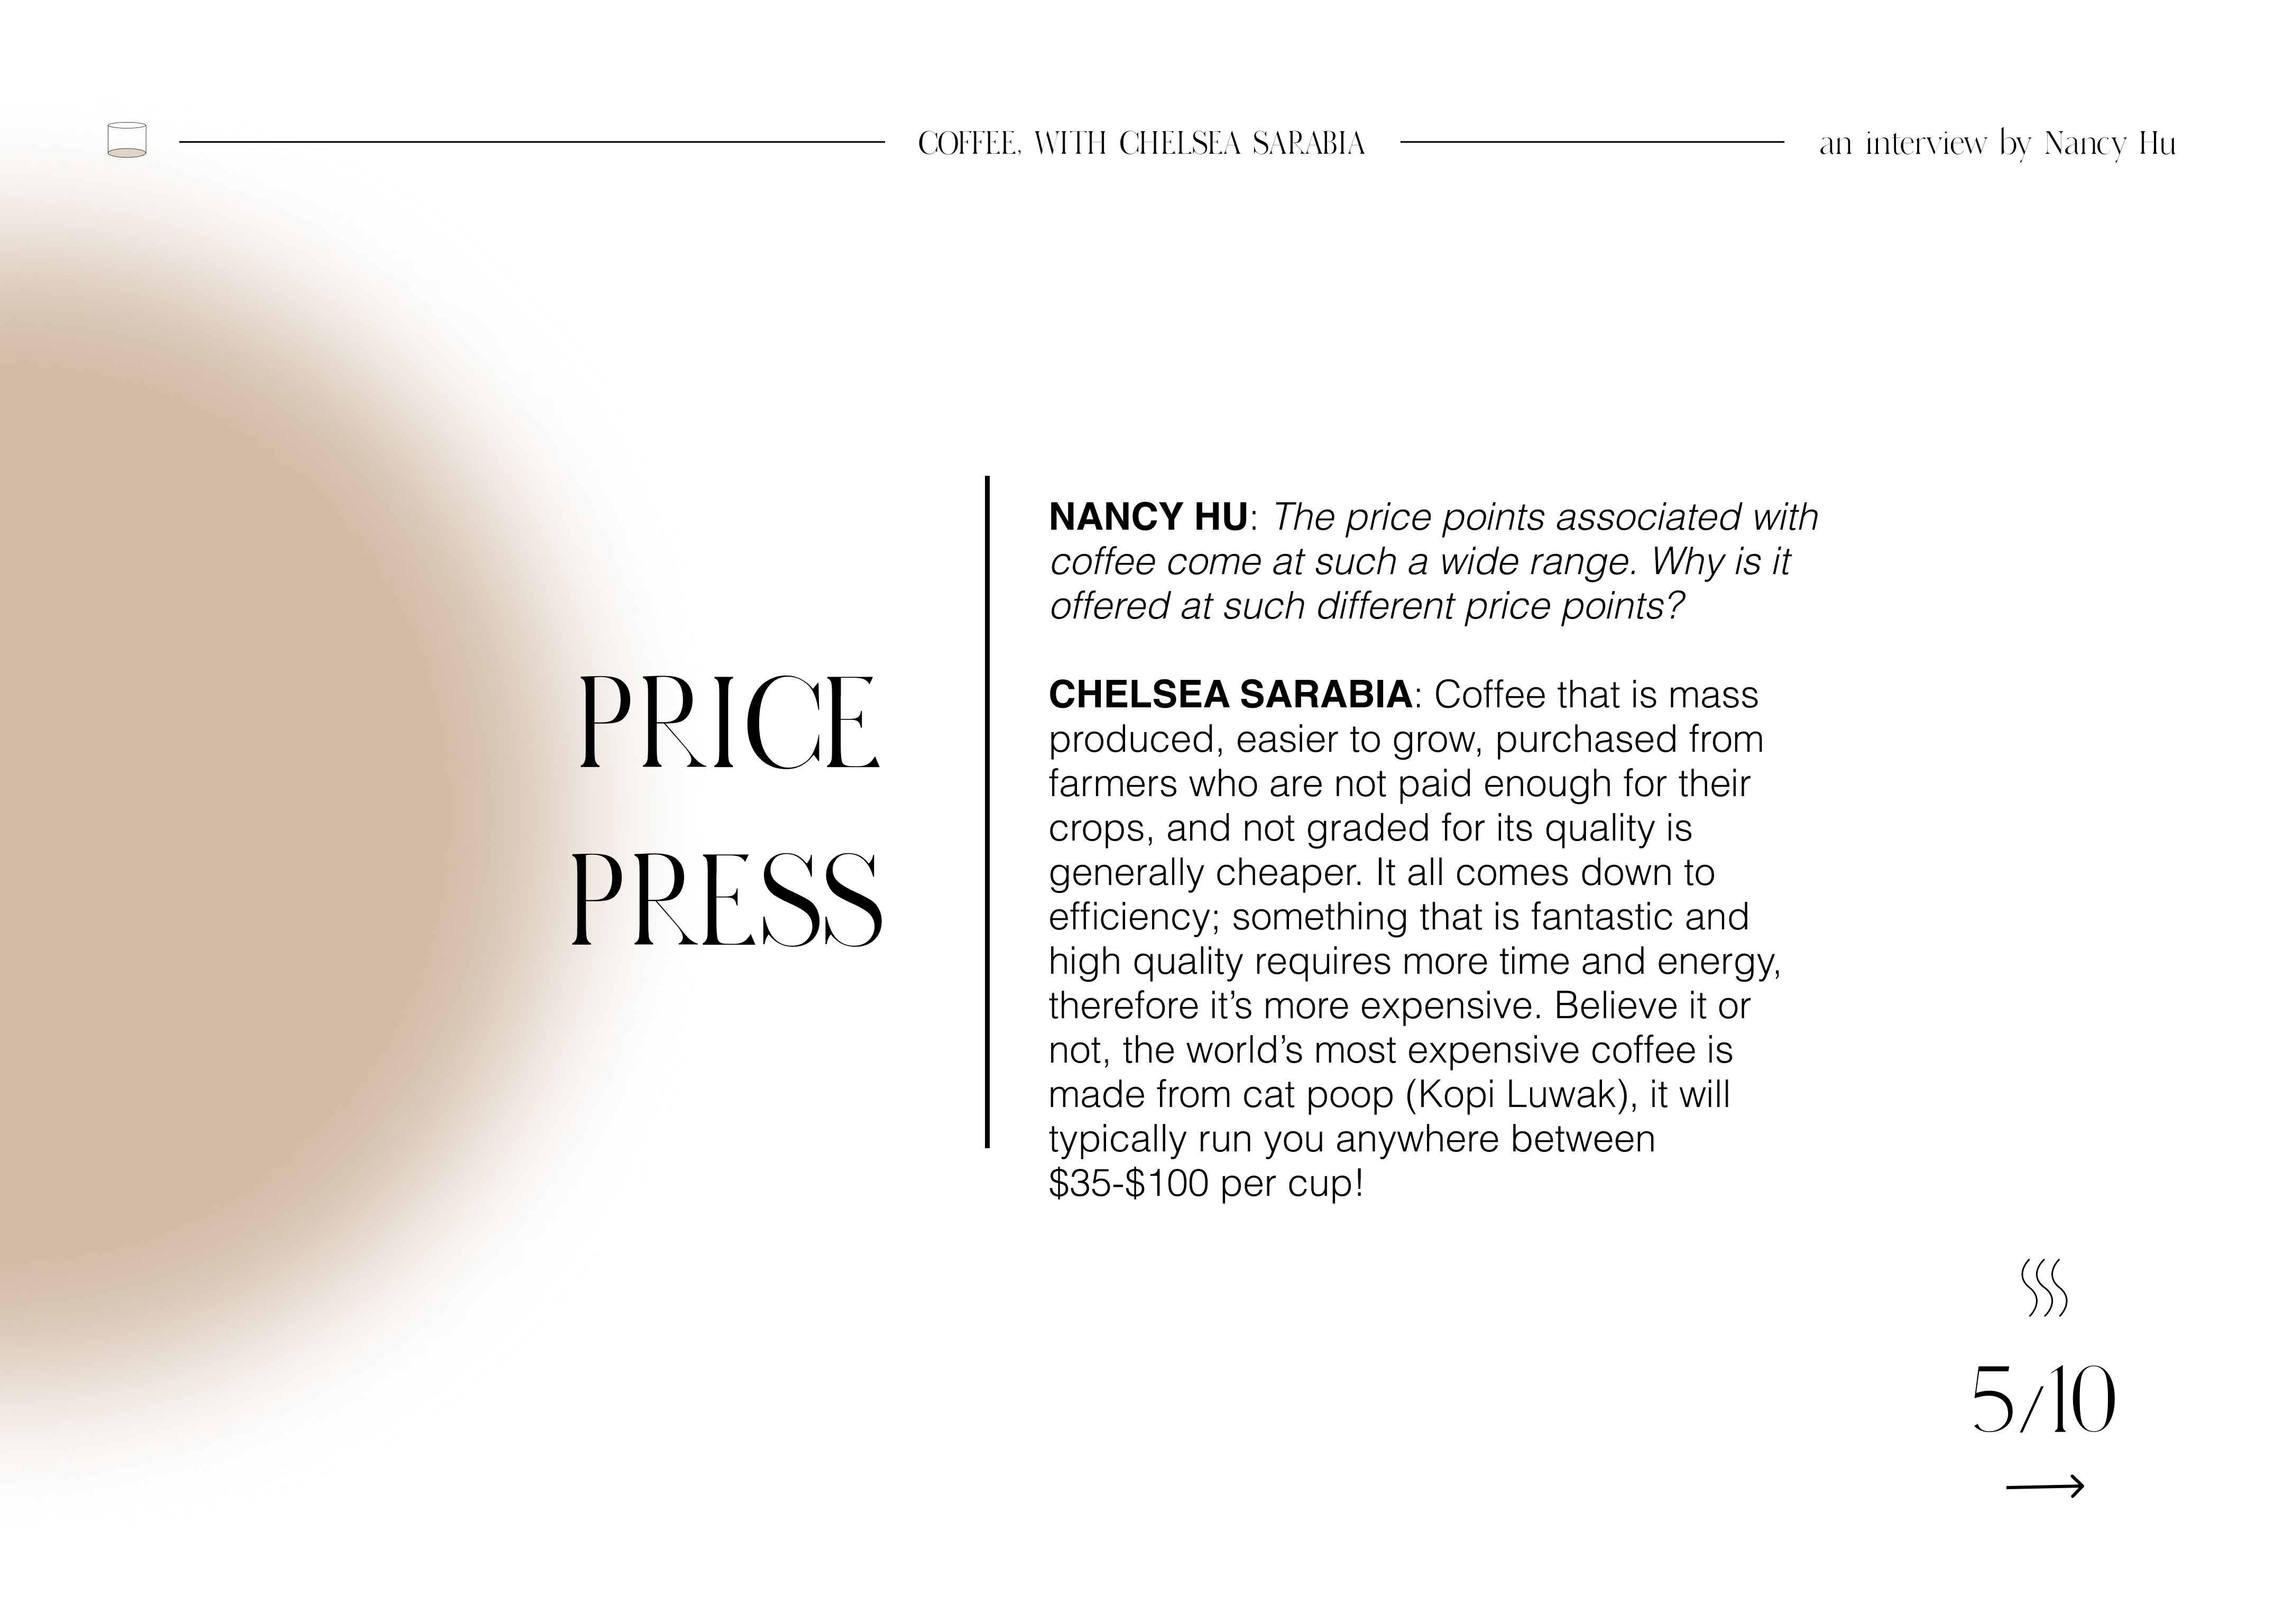 COFFEE, WITH CHELSEA SARABIA
an interview by Nancy Hu
PRICE
PRESS
NANCY HU: The price points associated with
coffee come at such a wide range. Why is it
offered at such different price points?
CHELSEA SARABIA: Coffee that is mass
produced, easier to grow, purchased from
farmers who are not paid enough for their
crops, and not graded for its quality is
generally cheaper. It all comes down to
efficiency; something that is fantastic and
high quality requires more time and energy,
therefore it’s more expensive. Believe it or
not, the world’s most expensive coffee is
made from cat poop (Kopi Luwak), it will
typically run you anywhere between
$35-$100 per cup!
5/10